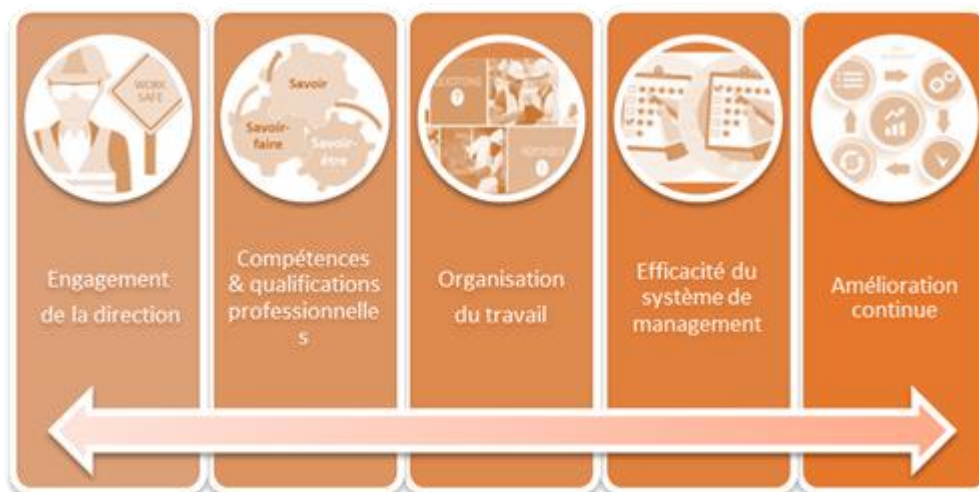 WORK
SAFE
Savoir
Savoir-
faire
Savoir-
être
Engagement
de la direction
Compétences
& qualifications
professionnelle
s
Organisation
du travail
Efficacité du
système de
management
Amélioration
continue